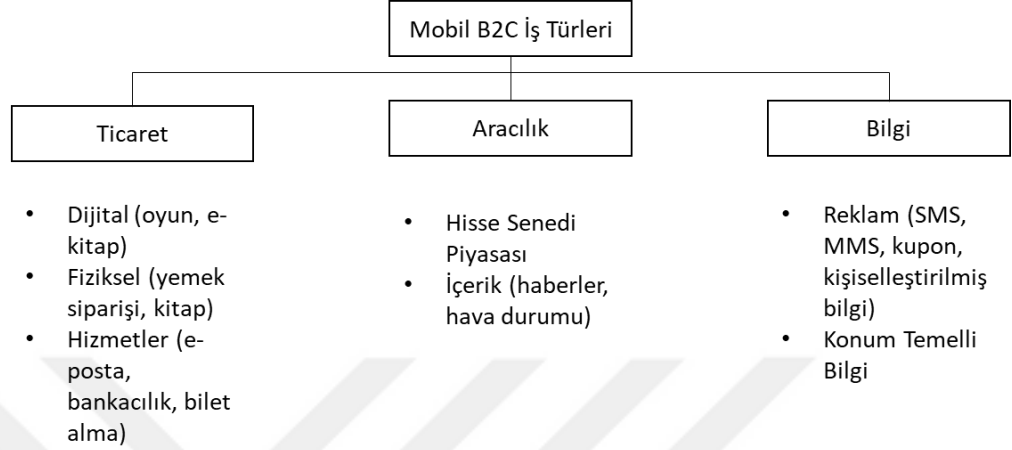 Mobil B2C İş Türleri
Ticaret
Aracılık
Bilgi
• Dijital (oyun, e-
kitap)
• Fiziksel (yemek
siparişi, kitap)
• Hizmetler (e-
posta,
bankacılık, bilet
alma)
• Hisse Senedi
Piyasası
• İçerik (haberler,
hava durumu)
• Reklam (SMS,
MMS, kupon,
kişiselleştirilmiş
bilgi)
• Konum Temelli
Bilgi